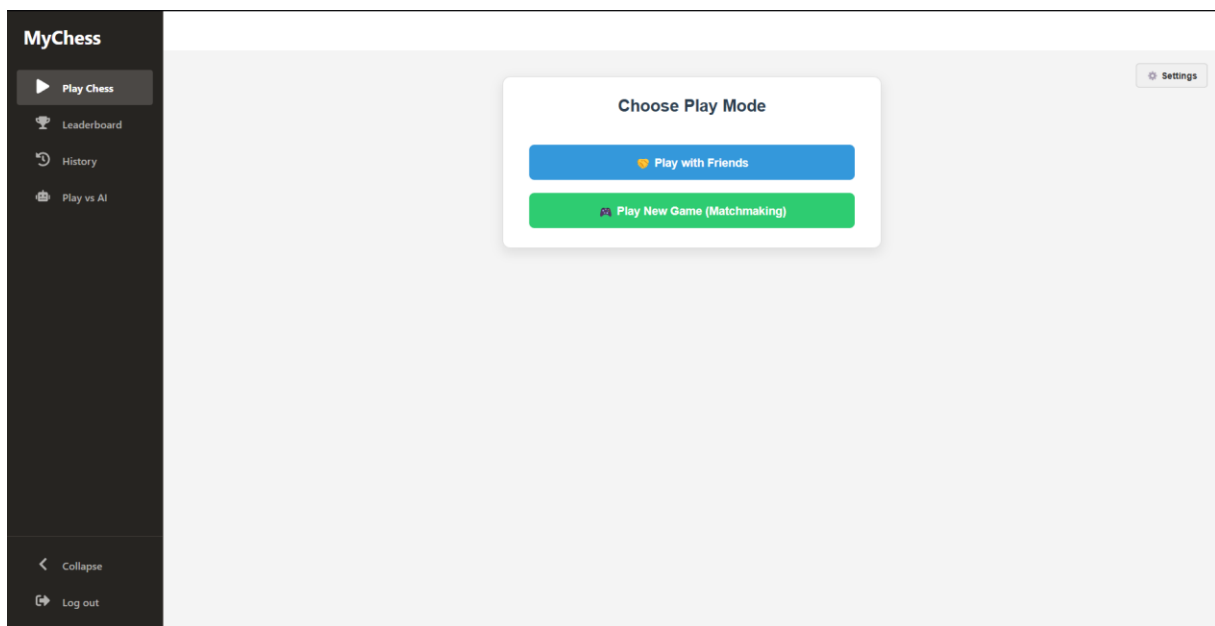 MyChess
Play Chess
Leaderboard
History
Play vs AI
Collapse
Log out
Settings
Choose Play Mode
Play with Friends
Play New Game (Matchmaking)